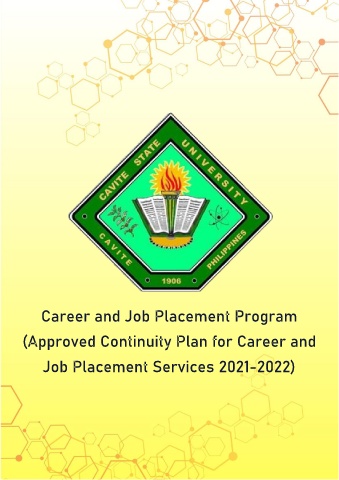 CAVITE STATE UNIVERSITY
CAVITE
1906
PHILIPPINES
Career and Job Placement Program
(Approved Continuity Plan for Career and
Job Placement Services 2021-2022)